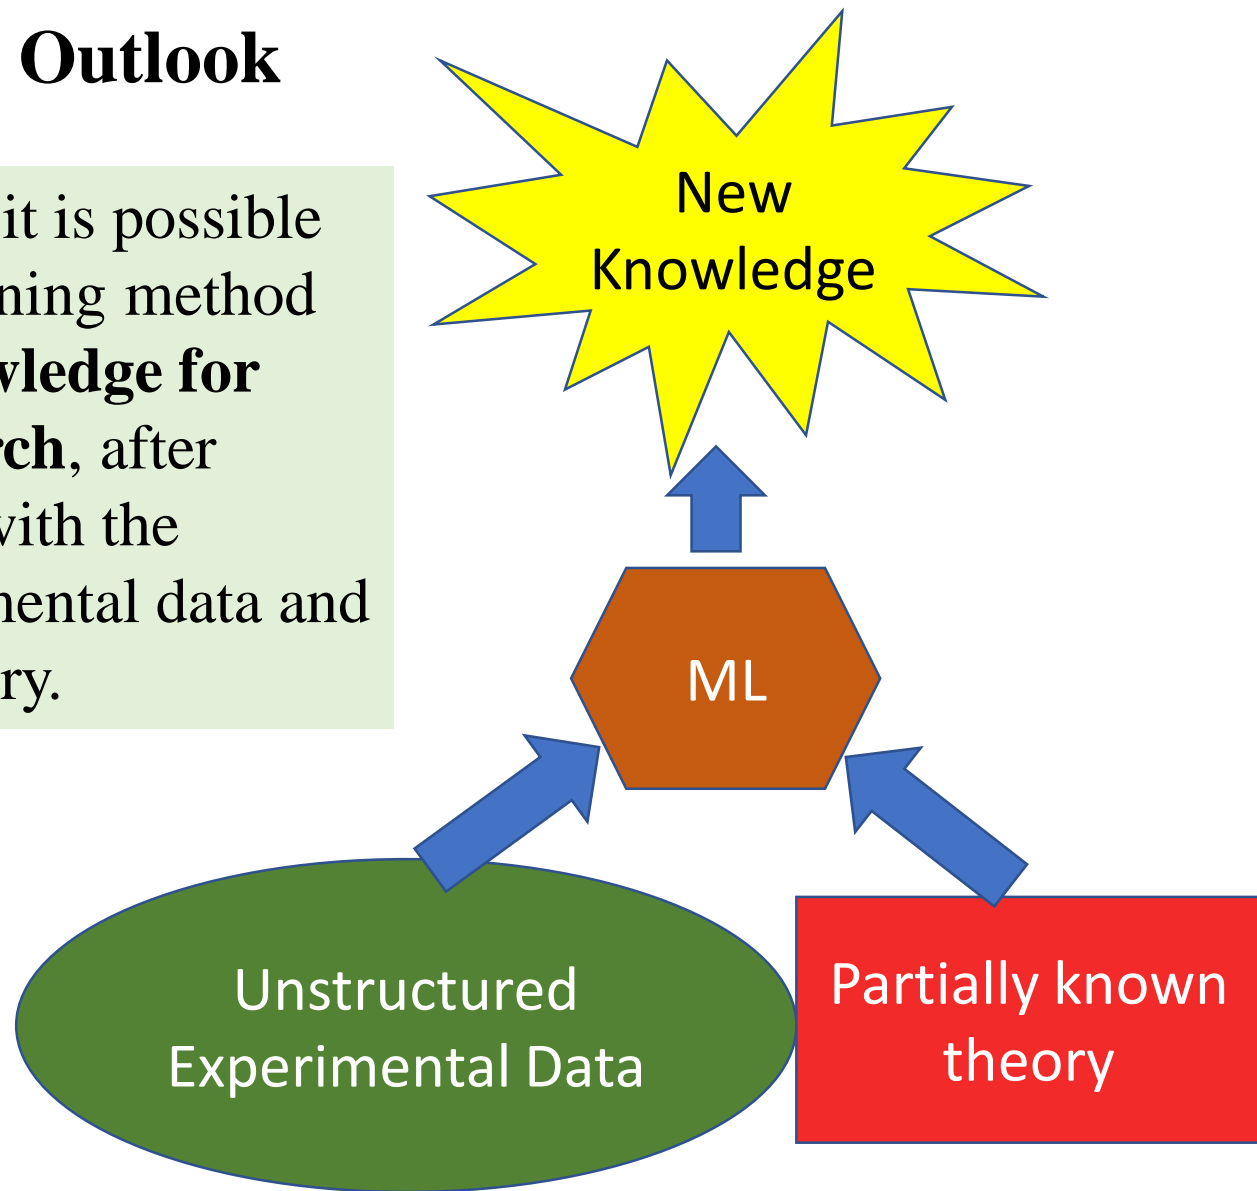 Outlook
it is possible
ning method
wledge for
rch, after
with the
mental data and
ry.
New
Knowledge
ML
Unstructured
Experimental Data
Partially known
theory